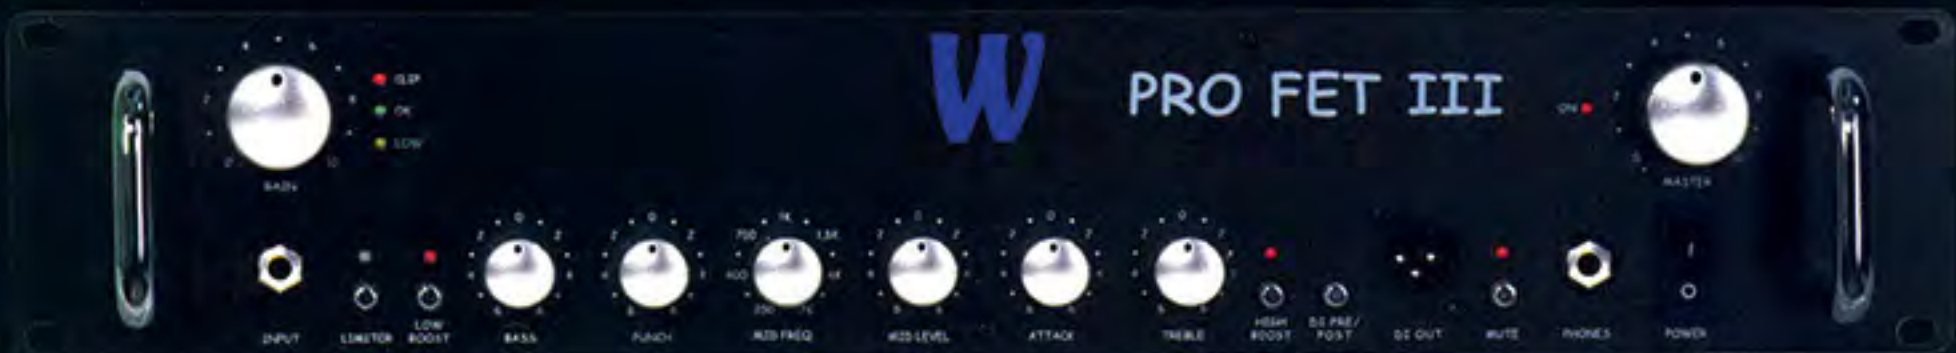 W PRO FET III
CLIP
OK
LOW
ON
GAIN
MASTER
INPUT
LIMITER
LOW BOOST
BASS
PUNCH
MID FREQ
MID LEVEL
ATTACK
TREBLE
HIGH BOOST
DI PRE/POST
DI OUT
MUTE
PHONES
POWER